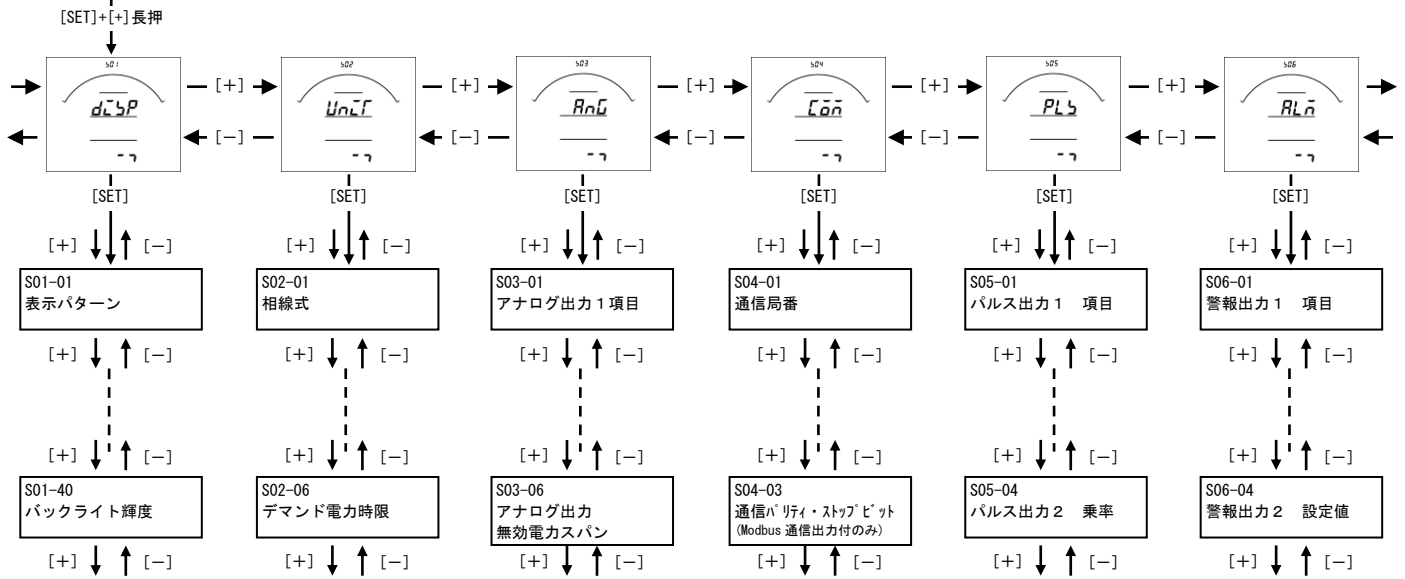 [SET]+[+]長押
S01 S02 S03 S04 S05 S06
[+] [+] [+] [+] [+]
dISP UnIT AnG Com PLS ALm
[−] [−] [−] [−] [−]
[SET] [SET] [SET] [SET] [SET] [SET]
[+] [−] [+] [−] [+] [−] [+] [−] [+] [−] [+] [−]
S01-01
表示パターン
S02-01
相線式
S03-01
アナログ出力1項目
S04-01
通信局番
S05-01
パルス出力1 項目
S06-01
警報出力1 項目
[+] [−] [+] [−] [+] [−] [+] [−] [+] [−] [+] [−]
[+] [−] [+] [−] [+] [−] [+] [−] [+] [−] [+] [−]
S01-40
バックライト輝度
S02-06
デマンド電力時限
S03-06
アナログ出力
無効電力スパン
S04-03
通信パリティ・ストップビット
(Modbus 通信出力付のみ)
S05-04
パルス出力2 乗率
S06-04
警報出力2 設定値
[+] [−] [+] [−] [+] [−] [+] [−] [+] [−] [+] [−]